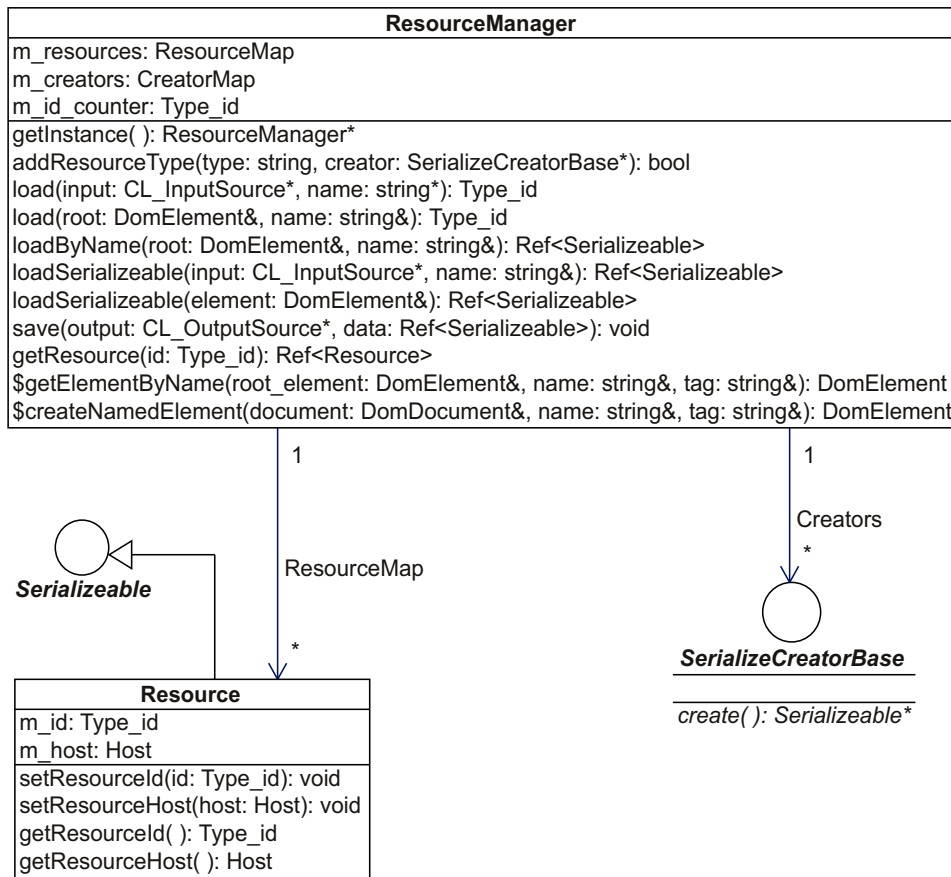 ResourceManager
m_resources: ResourceMap
m_creators: CreatorMap
m_id_counter: Type_id
getInstance( ): ResourceManager*
addResourceType(type: string, creator: SerializeCreatorBase*): bool
load(input: CL_InputSource*, name: string*): Type_id
load(root: DomElement&, name: string&): Type_id
loadByName(root: DomElement&, name: string&): Ref<Serializeable>
loadSerializeable(input: CL_InputSource*, name: string&): Ref<Serializeable>
loadSerializeable(element: DomElement&): Ref<Serializeable>
save(output: CL_OutputSource*, data: Ref<Serializeable>): void
getResource(id: Type_id): Ref<Resource>
$getElementByName(root_element: DomElement&, name: string&, tag: string&): DomElement
$createNamedElement(document: DomDocument&, name: string&, tag: string&): DomElement
1
1
Creators
*
ResourceMap
Serializeable
*
SerializeCreatorBase
create( ): Serializeable*
Resource
m_id: Type_id
m_host: Host
setResourceId(id: Type_id): void
setResourceHost(host: Host): void
getResourceId( ): Type_id
getResourceHost( ): Host